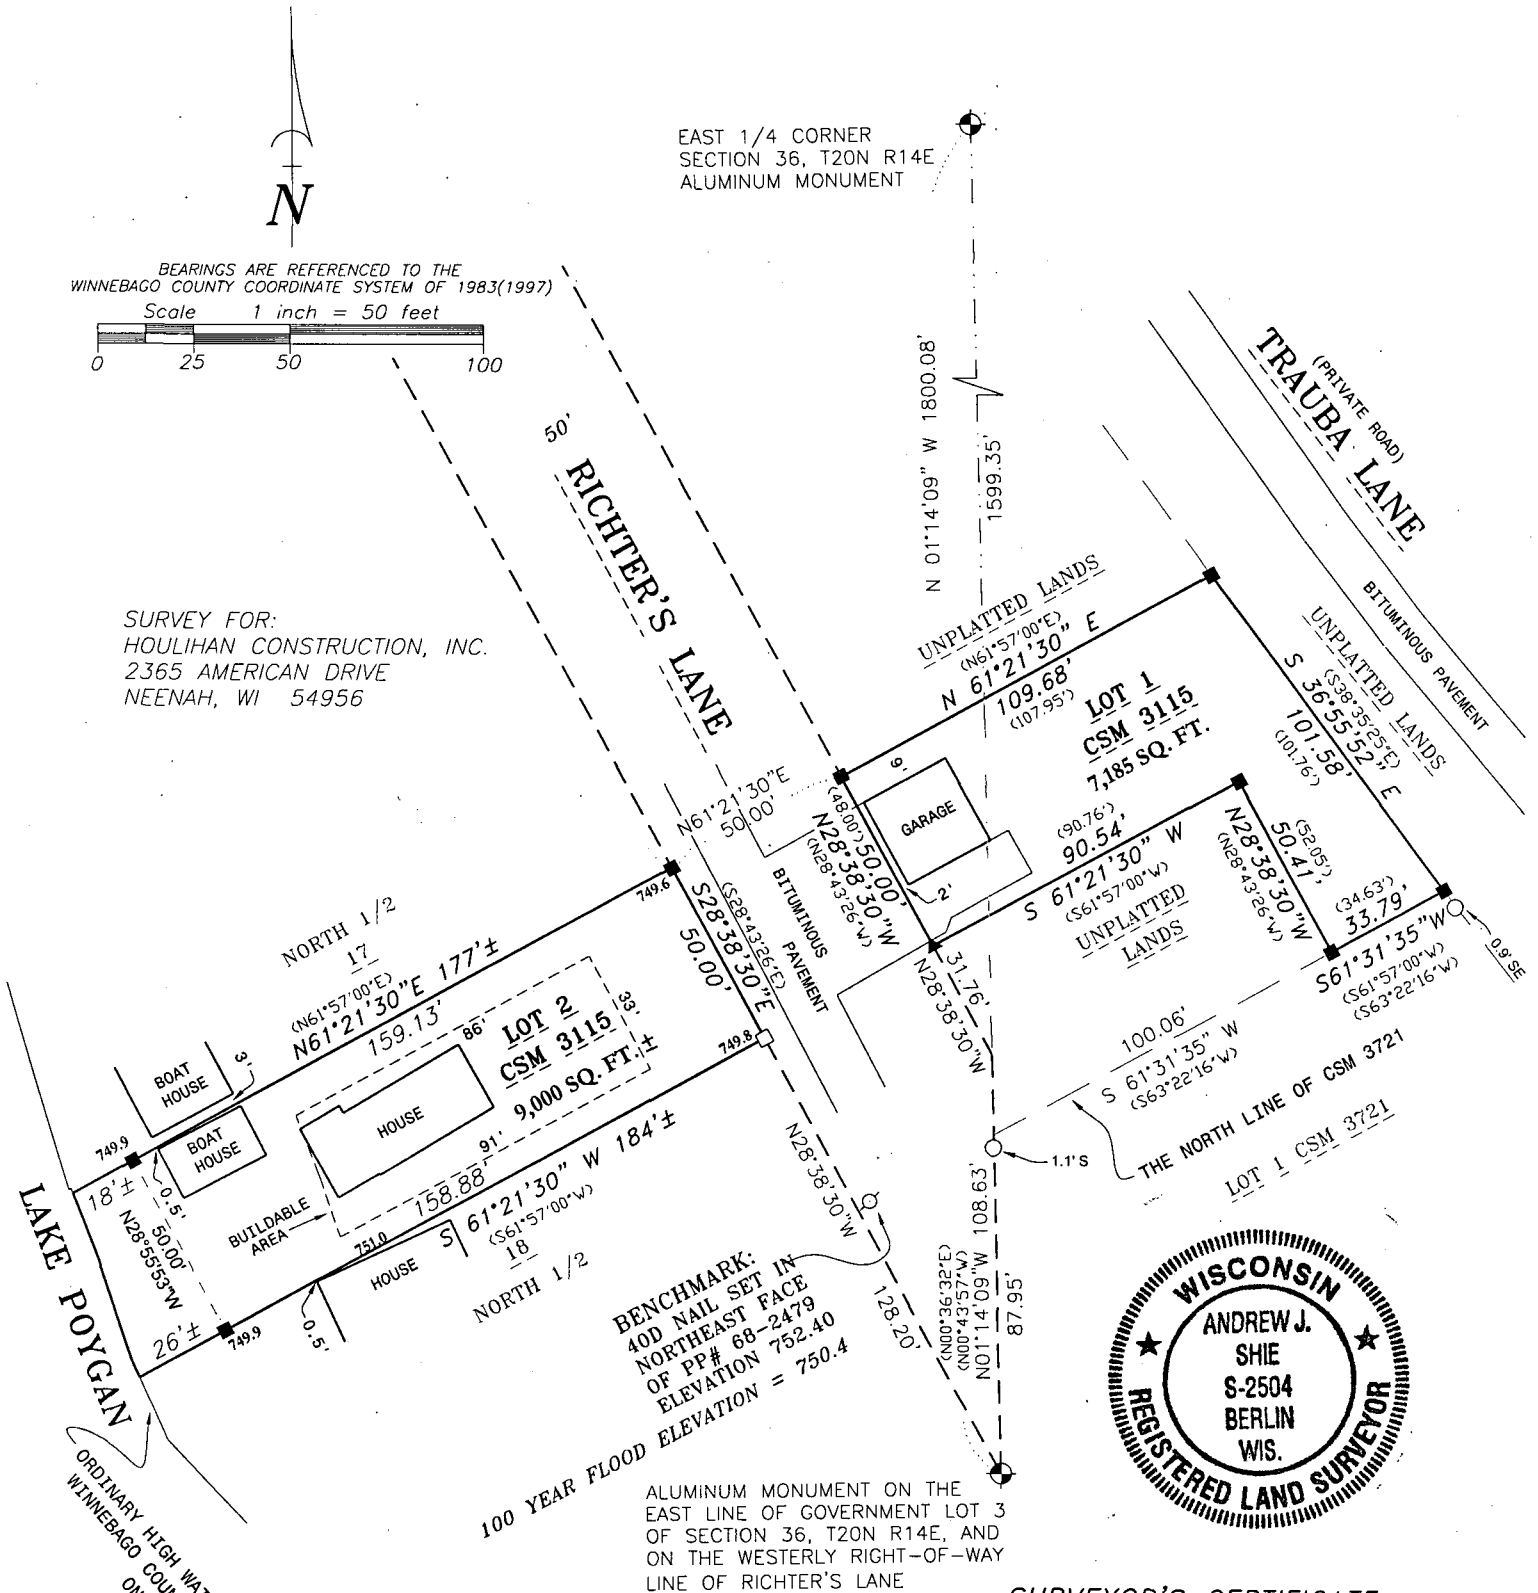 EAST 1/4 CORNER
SECTION 36, T20N R14E
ALUMINUM MONUMENT
N
BEARINGS ARE REFERENCED TO THE
WINNEBAGO COUNTY COORDINATE SYSTEM OF 1983(1997)
Scale 1 inch = 50 feet
0 25 50 100
N 01°14'09" W 1800.08'
1599.35'
TRAUBA LANE
(PRIVATE ROAD)
BITUMINOUS PAVEMENT
50'
RICHTER'S LANE
SURVEY FOR:
HOULIHAN CONSTRUCTION, INC.
2365 AMERICAN DRIVE
NEENAH, WI 54956
UNPLATTED LANDS
(N61°57'00"E)
N 61°21'30" E
109.68'
(107.95')
LOT 1
CSM 3115
7,185 SQ. FT.
UNPLATTED LANDS
(S38°35'25"E)
S 36°55'52" E
101.58'
(101.76')
N61°21'30"E
50.00'
9'
GARAGE
2'
(48.00')
50.00'
N28°38'30"W
(N28°43'26"W)
(90.76')
90.54'
S 61°21'30" W
(S61°57'00"W)
UNPLATTED
LANDS
(52.05')
50.41'
N28°38'30"W
(N28°43'26"W)
(34.63')
33.79'
S61°31'35"W
(S61°57'00"W)
(S63°22'16"W)
0.9'SE
BITUMINOUS
PAVEMENT
31.76'
N28°38'30"W
100.06'
S 61°31'35" W
(S63°22'16"W)
THE NORTH LINE OF CSM 3721
LOT 1 CSM 3721
1.1'S
749.6
(S28°43'26"E)
S28°38'30"E
50.00'
749.8
NORTH 1/2
17
(N61°57'00"E)
N61°21'30"E 177'±
159.13'
86'
33'
LOT 2
CSM 3115
9,000 SQ. FT.±
3'
BOAT
HOUSE
BOAT
HOUSE
HOUSE
91'
749.9
18'±
0.5'
50.00'
N28°55'53"W
BUILDABLE
AREA
158.88'
S 61°21'30" W 184'±
(S61°57'00"W)
18
NORTH 1/2
751.0
HOUSE
0.5'
749.9
26'±
LAKE POYGAN
N28°38'30"W
128.20'
(N00°36'32"E)
(N00°43'57"W)
N01°14'09"W 108.63'
87.95'
BENCHMARK:
40D NAIL SET IN
NORTHEAST FACE
OF PP# 68-2479
ELEVATION 752.40
100 YEAR FLOOD ELEVATION = 750.4
ORDINARY HIGH
WINNEBAGO
ALUMINUM MONUMENT ON THE
EAST LINE OF GOVERNMENT LOT 3
OF SECTION 36, T20N R14E, AND
ON THE WESTERLY RIGHT-OF-WAY
LINE OF RICHTER'S LANE
WISCONSIN
ANDREW J.
SHIE
S-2504
BERLIN
WIS.
REGISTERED LAND SURVEYOR
SURVEYOR'S CERTIFICATE